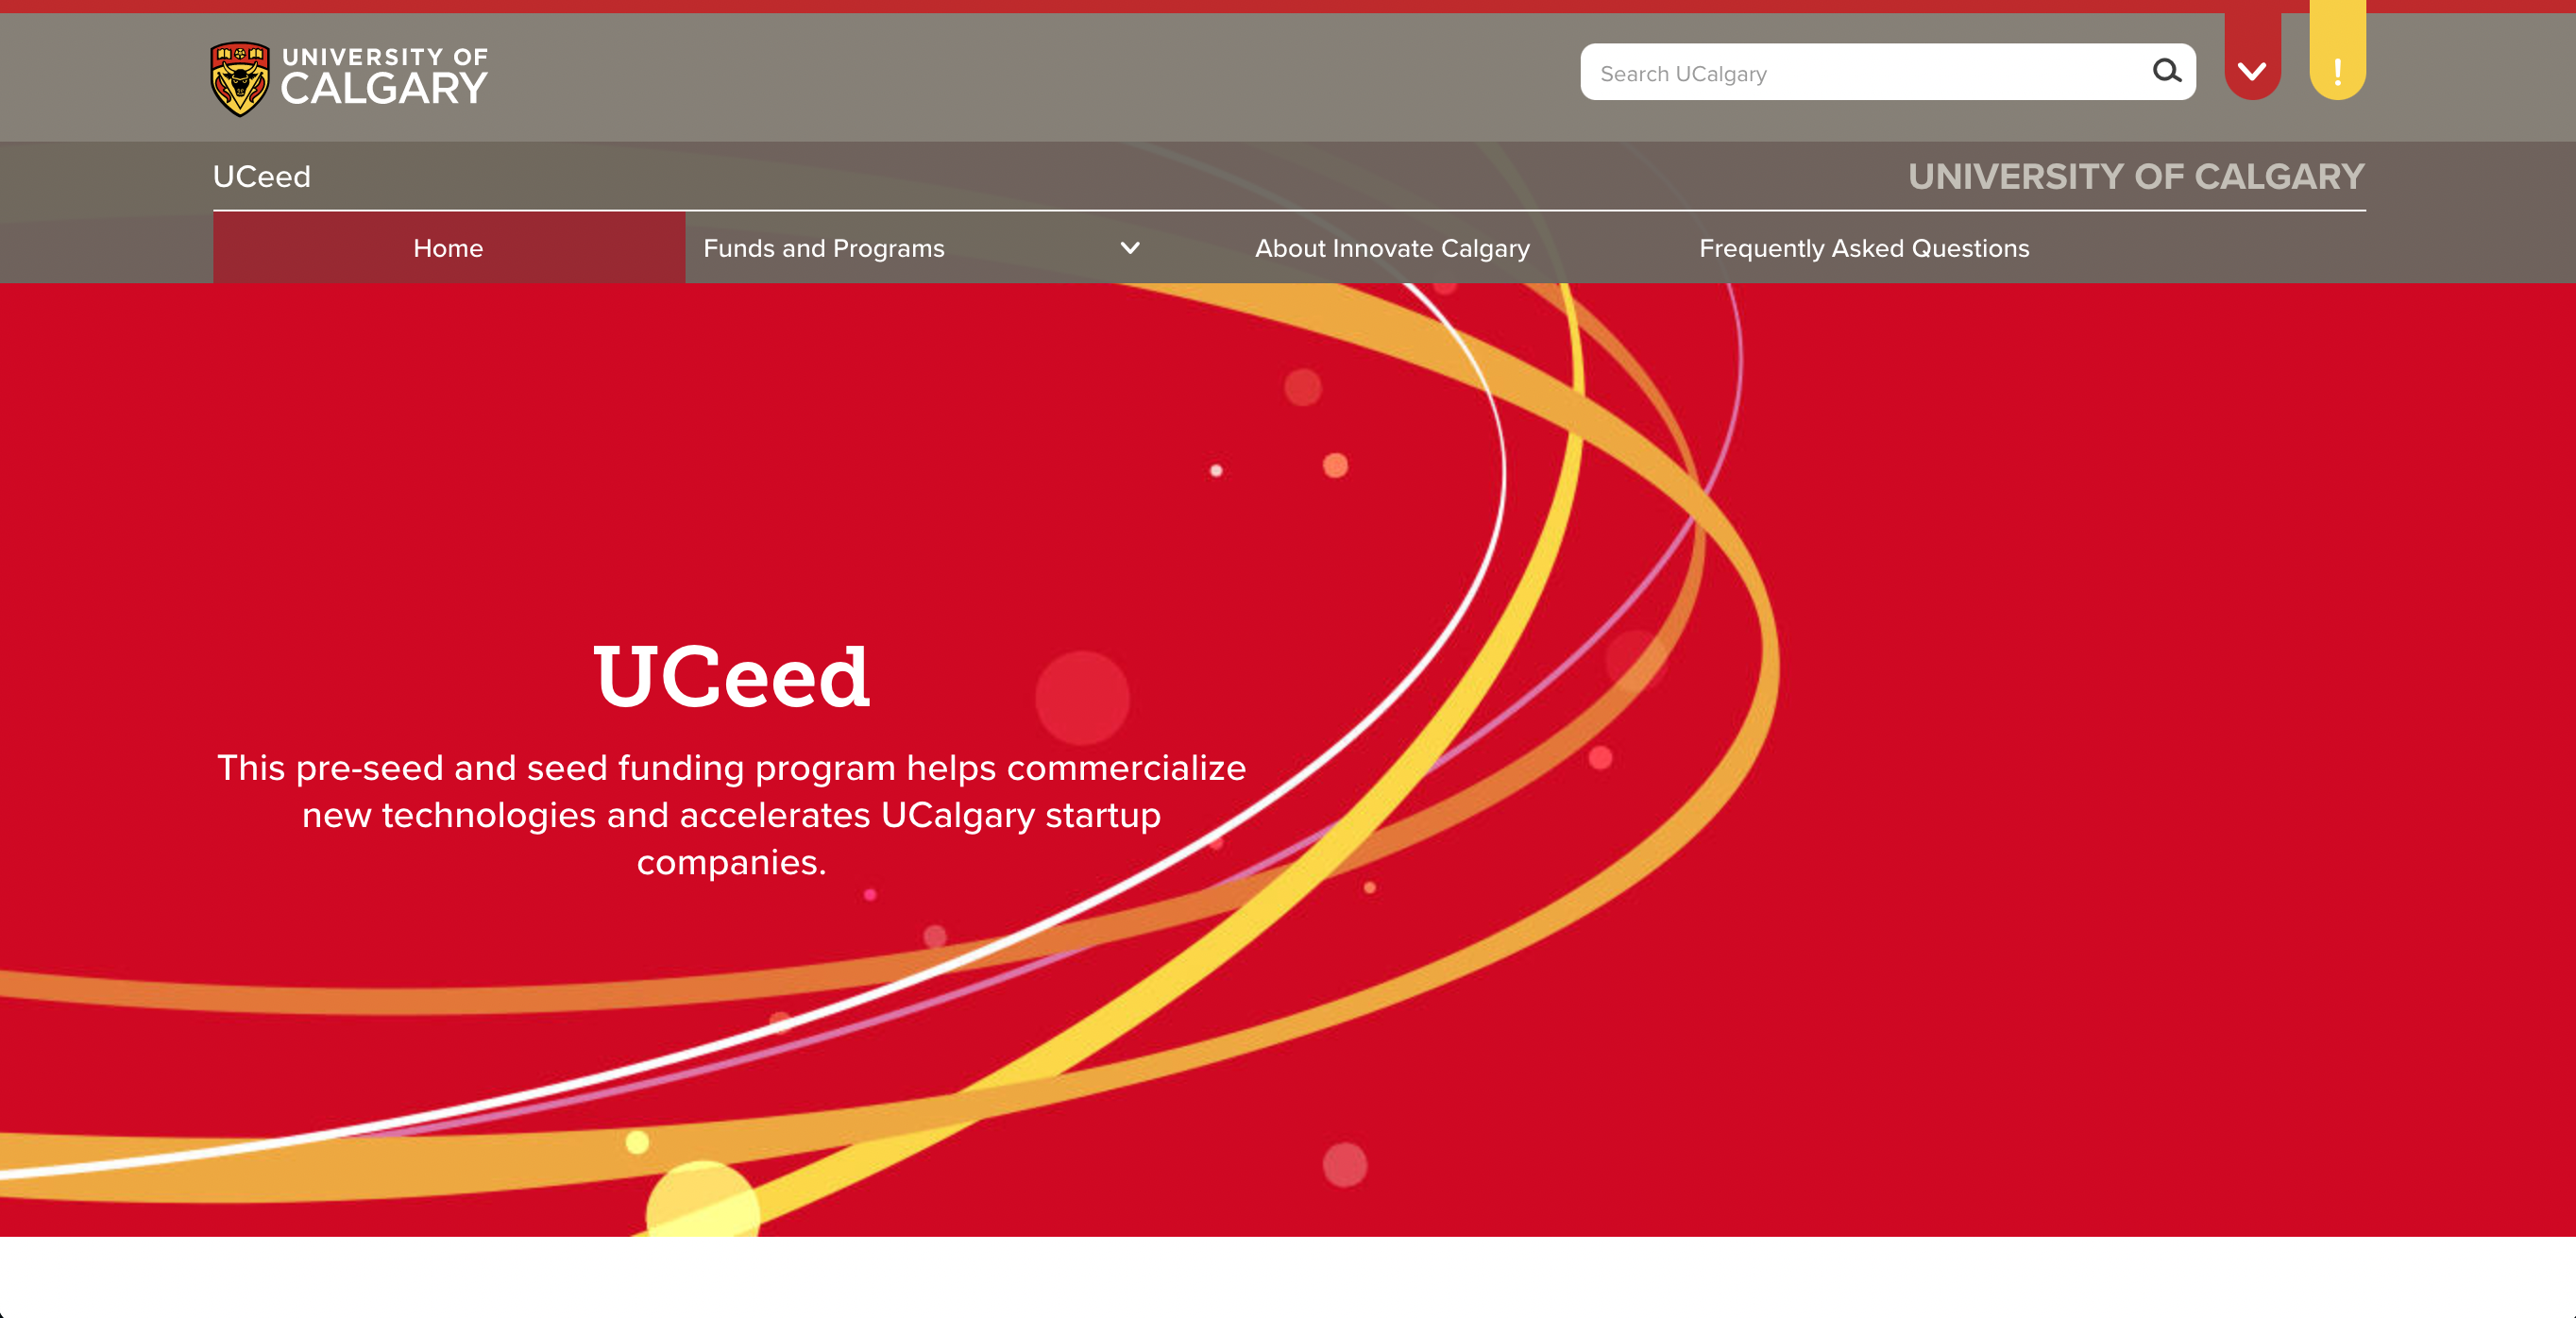 UNIVERSITY OF
CALGARY
Search UCalgary
!
UCeed
UNIVERSITY OF CALGARY
Home
Funds and Programs
About Innovate Calgary
Frequently Asked Questions
UCeed
This pre-seed and seed funding program helps commercialize
new technologies and accelerates UCalgary startup
companies.